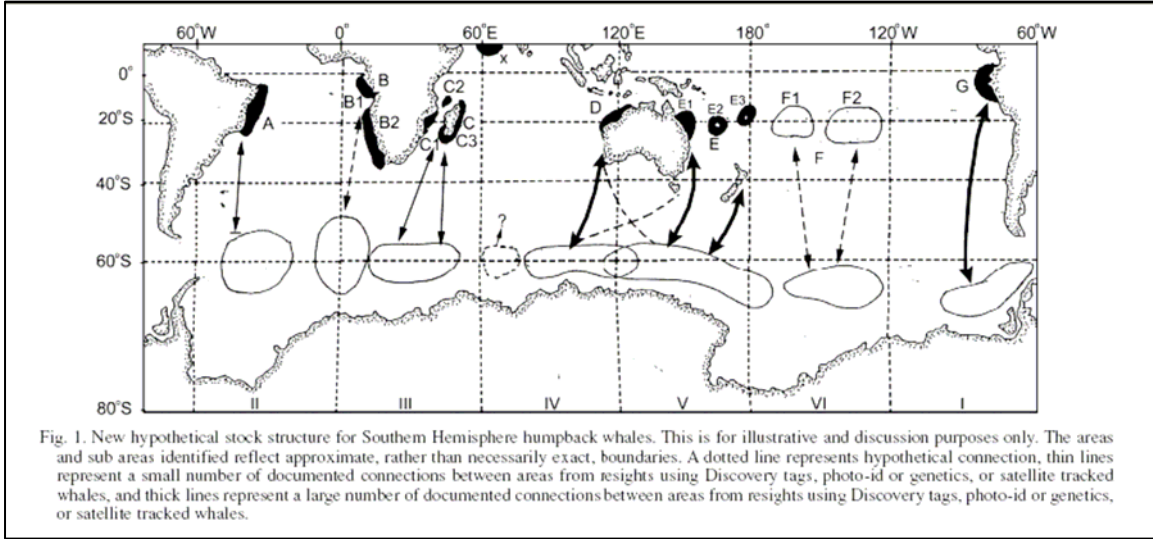 60°W 0° 60°E 120°E 180° 120°W 60°W
0° B X G
B1 C2 D E1 E2 E3 F1 F2
20°S A B2 C1 C C3 E F
40°S
?
60°S
80°S II III IV V VI I
Fig. 1. New hypothetical stock structure for Southern Hemisphere humpback whales. This is for illustrative and discussion purposes only. The areas
and sub areas identified reflect approximate, rather than necessarily exact, boundaries. A dotted line represents hypothetical connection, thin lines
represent a small number of documented connections between areas from resights using Discovery tags, photo-id or genetics, or satellite tracked
whales, and thick lines represent a large number of documented connections between areas from resights using Discovery tags, photo-id or genetics,
or satellite tracked whales.